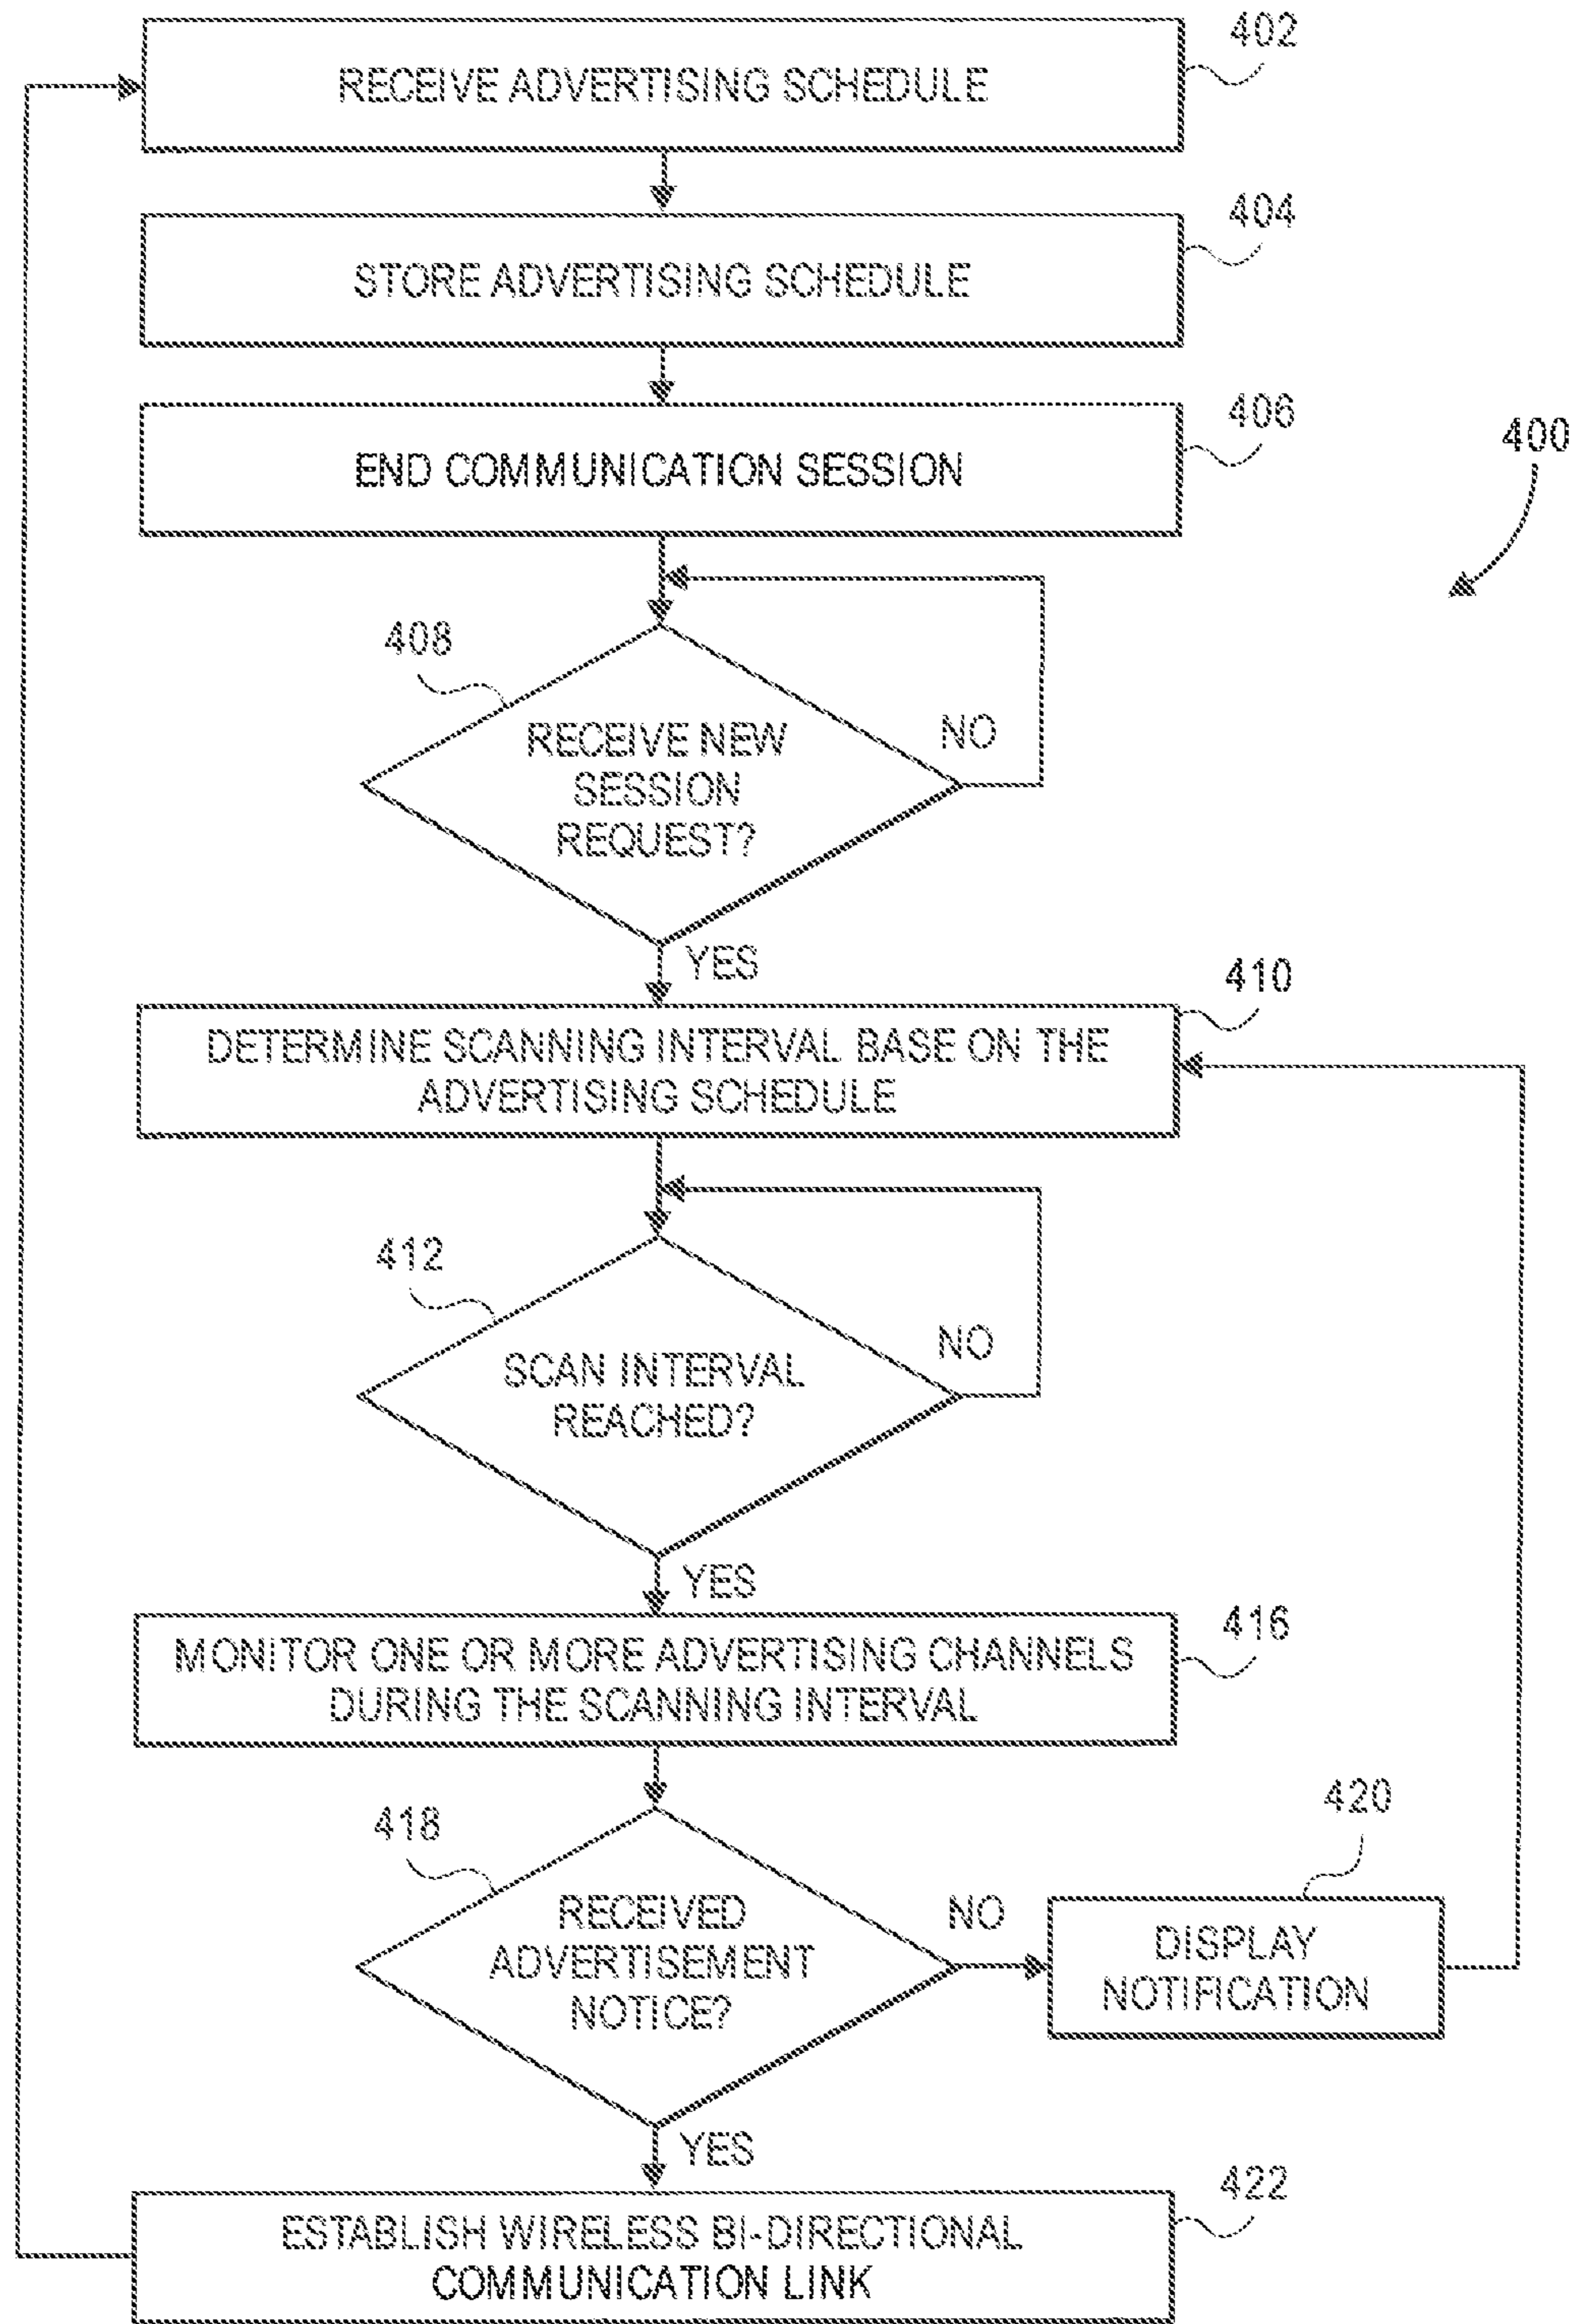 402
RECEIVE ADVERTISING SCHEDULE
404
STORE ADVERTISING SCHEDULE
406
END COMMUNICATION SESSION
400
408
RECEIVE NEW
SESSION
REQUEST?
NO
YES
410
DETERMINE SCANNING INTERVAL BASE ON THE
ADVERTISING SCHEDULE
412
SCAN INTERVAL
REACHED?
NO
YES
416
MONITOR ONE OR MORE ADVERTISING CHANNELS
DURING THE SCANNING INTERVAL
418
RECEIVED
ADVERTISEMENT
NOTICE?
NO
420
DISPLAY
NOTIFICATION
YES
422
ESTABLISH WIRELESS BI-DIRECTIONAL
COMMUNICATION LINK